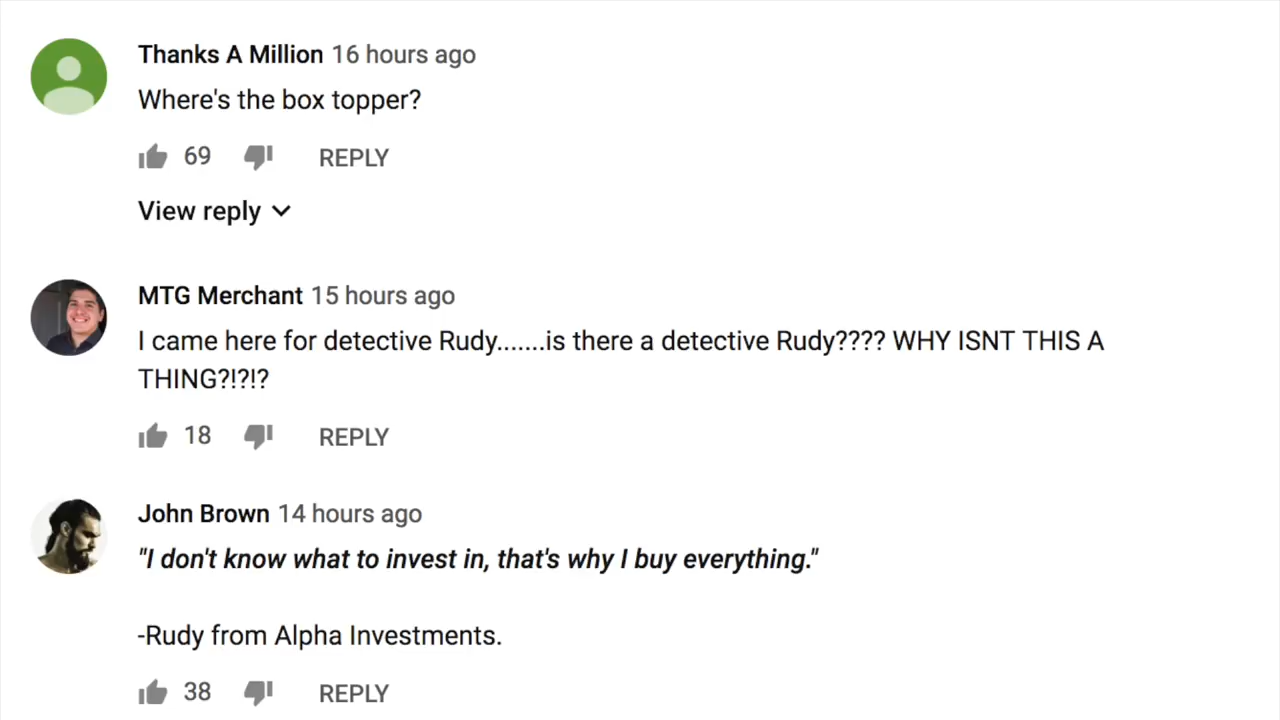 Thanks A Million 16 hours ago
Where's the box topper?
69 REPLY
View reply
MTG Merchant 15 hours ago
I came here for detective Rudy.......is there a detective Rudy???? WHY ISNT THIS A
THING?!?!?
18 REPLY
John Brown 14 hours ago
"I don't know what to invest in, that's why I buy everything."
-Rudy from Alpha Investments.
38 REPLY